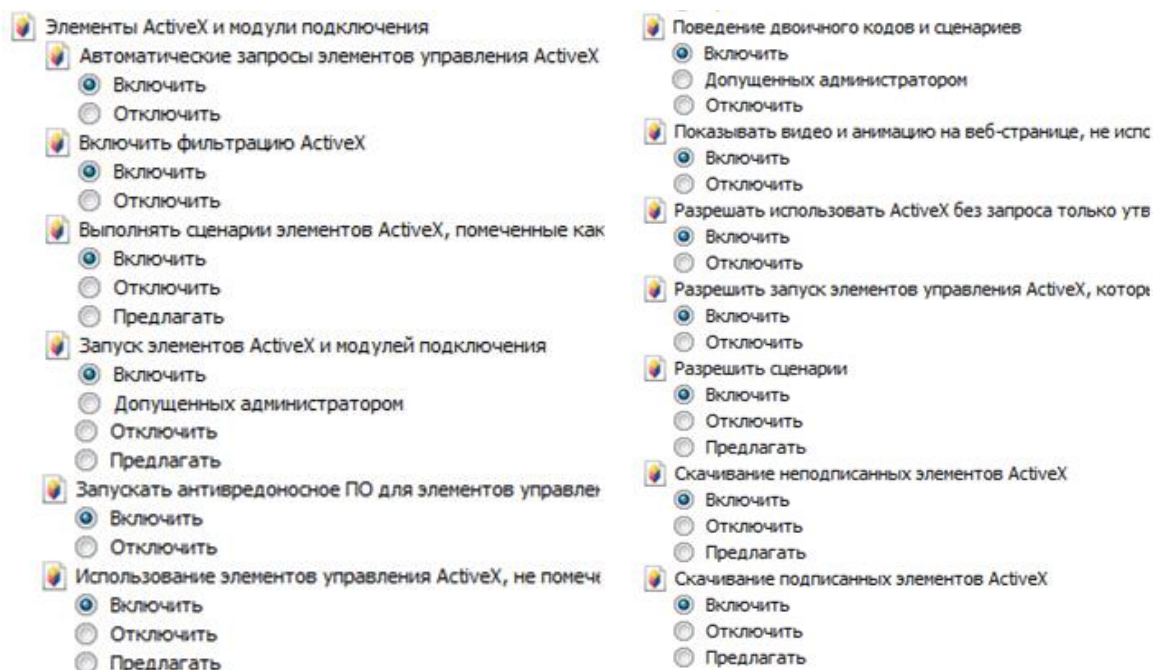 Элементы ActiveX и модули подключения
Автоматические запросы элементов управления ActiveX
Включить
Отключить
Включить фильтрацию ActiveX
Включить
Отключить
Выполнять сценарии элементов ActiveX, помеченные как
Включить
Отключить
Предлагать
Запуск элементов ActiveX и модулей подключения
Включить
Допущенных администратором
Отключить
Предлагать
Запускать антивредоносное ПО для элементов управлен
Включить
Отключить
Использование элементов управления ActiveX, не помече
Включить
Отключить
Предлагать
Поведение двоичного кодов и сценариев
Включить
Допущенных администратором
Отключить
Показывать видео и анимацию на веб-странице, не испо
Включить
Отключить
Разрешать использовать ActiveX без запроса только утв
Включить
Отключить
Разрешить запуск элементов управления ActiveX, которы
Включить
Отключить
Разрешить сценарии
Включить
Отключить
Предлагать
Скачивание неподписанных элементов ActiveX
Включить
Отключить
Предлагать
Скачивание подписанных элементов ActiveX
Включить
Отключить
Предлагать